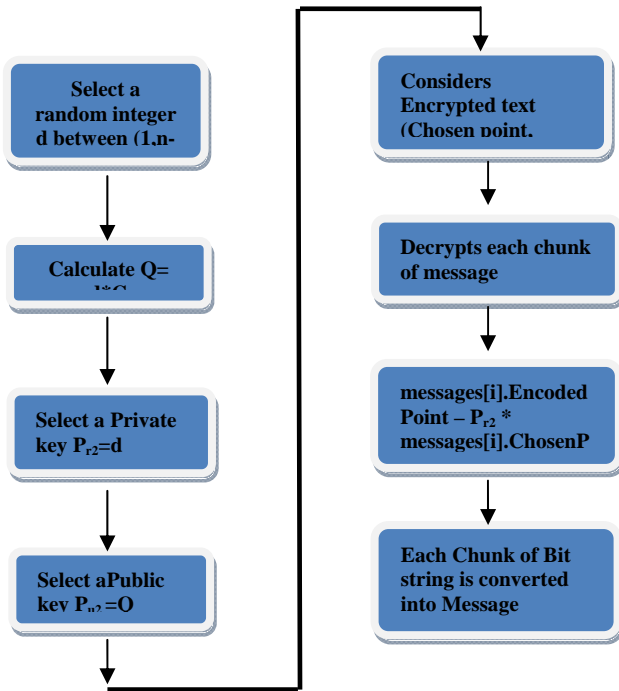 Select a
random integer
d between (1,n-
Calculate Q=
Select a Private
key Pr2=d
Select aPublic
key Pu2=Q
Considers
Encrypted text
(Chosen point,
Decrypts each chunk
of message
messages[i].Encoded
Point – Pr2 *
messages[i].ChosenP
Each Chunk of Bit
string is converted
into Message